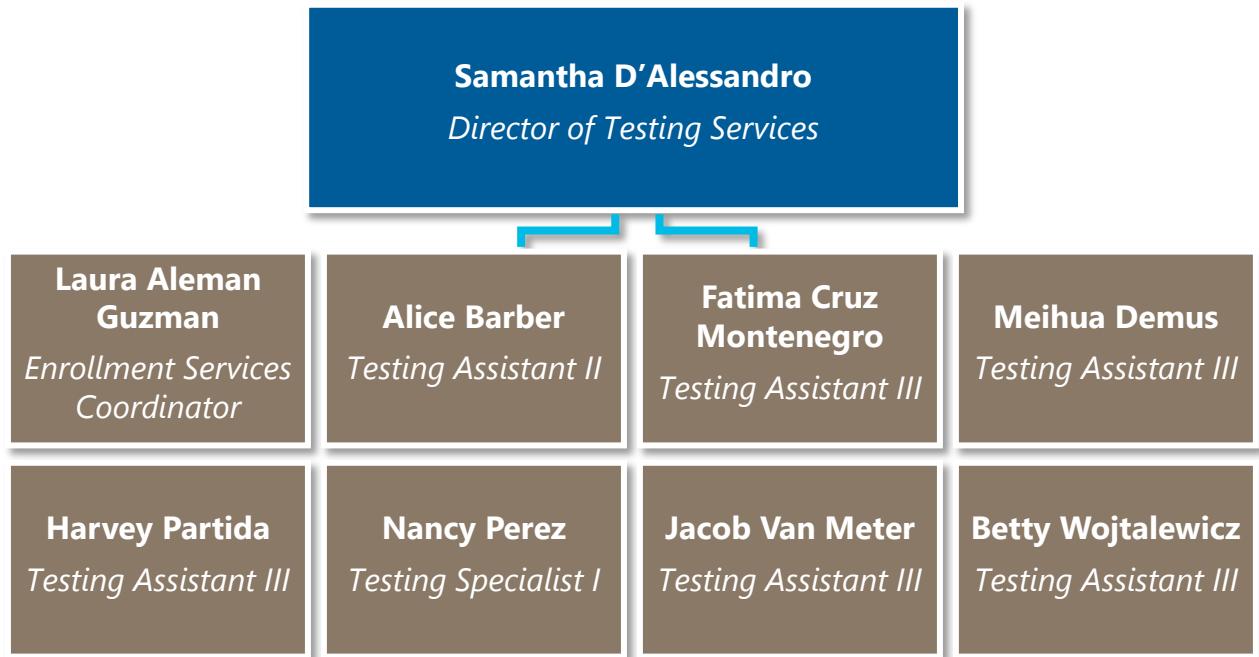 Samantha D’Alessandro
Director of Testing Services
Laura Aleman
Guzman
Enrollment Services
Coordinator
Alice Barber
Testing Assistant II
Fatima Cruz
Montenegro
Testing Assistant III
Meihua Demus
Testing Assistant III
Harvey Partida
Testing Assistant III
Nancy Perez
Testing Specialist I
Jacob Van Meter
Testing Assistant III
Betty Wojtalewicz
Testing Assistant III